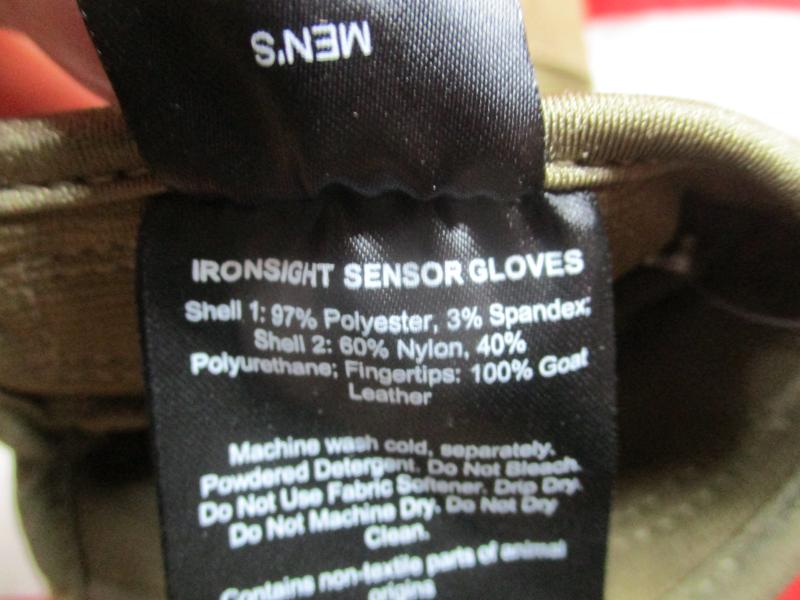 MEN'S
IRONSIGHT SENSOR GLOVES
Shell 1: 97% Polyester, 3% Spandex;
Shell 2: 60% Nylon, 40%
Polyurethane; Fingertips: 100% Goat
Leather
Machine wash cold, separately.
Powdered Detergent. Do Not Bleach.
Do Not Use Fabric Softener. Drip Dry.
Do Not Machine Dry. Do Not Dry
Clean.
Contains non-textile parts of animal
origins